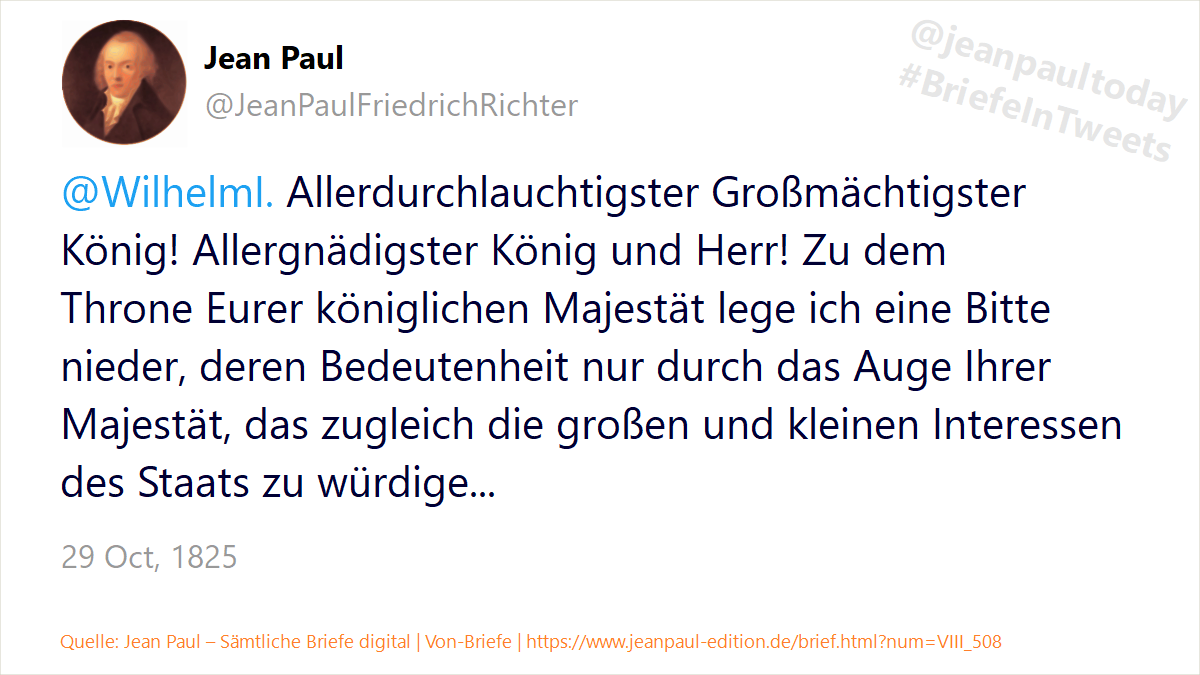 Jean Paul
@JeanPaulFriedrichRichter
@jeanpaultoday
#BriefeInTweets
@WilhelmI. Allerdurchlauchtigster Großmächtigster
König! Allergnädigster König und Herr! Zu dem
Throne Eurer königlichen Majestät lege ich eine Bitte
nieder, deren Bedeutenheit nur durch das Auge Ihrer
Majestät, das zugleich die großen und kleinen Interessen
des Staats zu würdige...
29 Oct, 1825
Quelle: Jean Paul – Sämtliche Briefe digital | Von-Briefe | https://www.jeanpaul-edition.de/brief.html?num=VIII_508